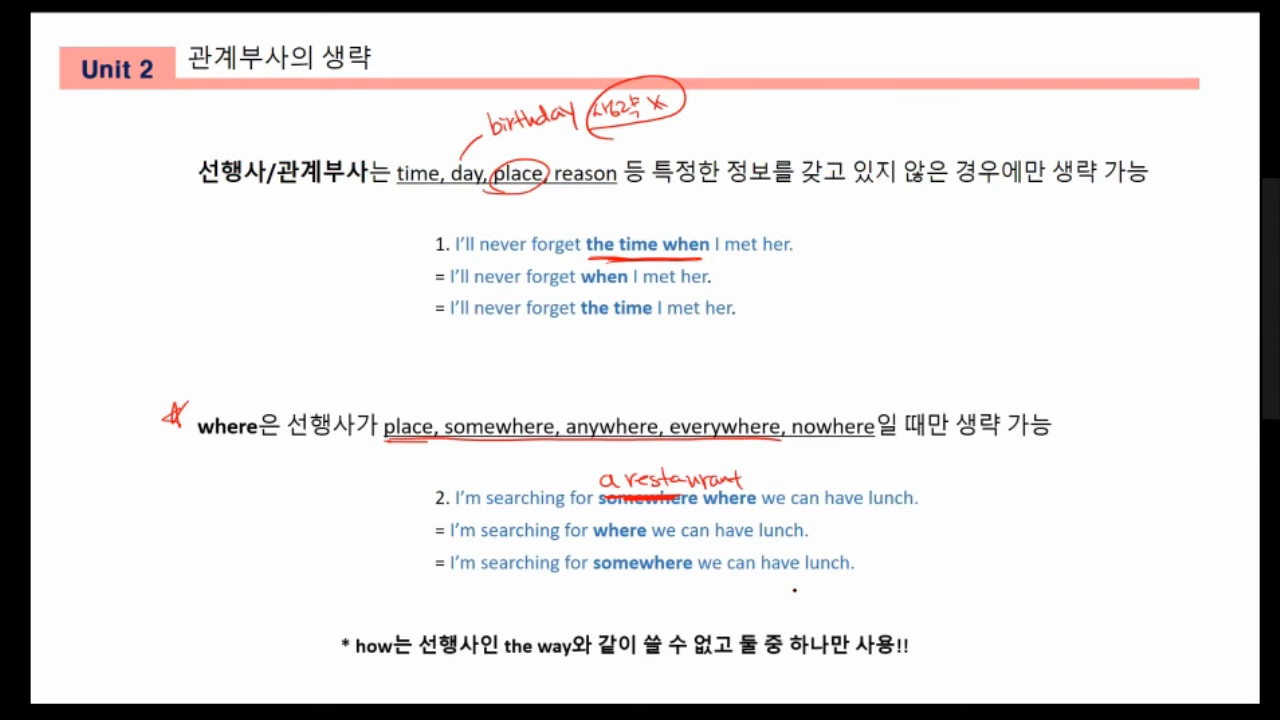 Unit 2 관계부사의 생략
birthday 생략 X
선행사/관계부사는 time, day, place, reason 등 특정한 정보를 갖고 있지 않은 경우에만 생략 가능
1. I’ll never forget the time when I met her.
= I’ll never forget when I met her.
= I’ll never forget the time I met her.
where은 선행사가 place, somewhere, anywhere, everywhere, nowhere일 때만 생략 가능
a restaurant
2. I’m searching for somewhere where we can have lunch.
= I’m searching for where we can have lunch.
= I’m searching for somewhere we can have lunch.
* how는 선행사인 the way와 같이 쓸 수 없고 둘 중 하나만 사용!!